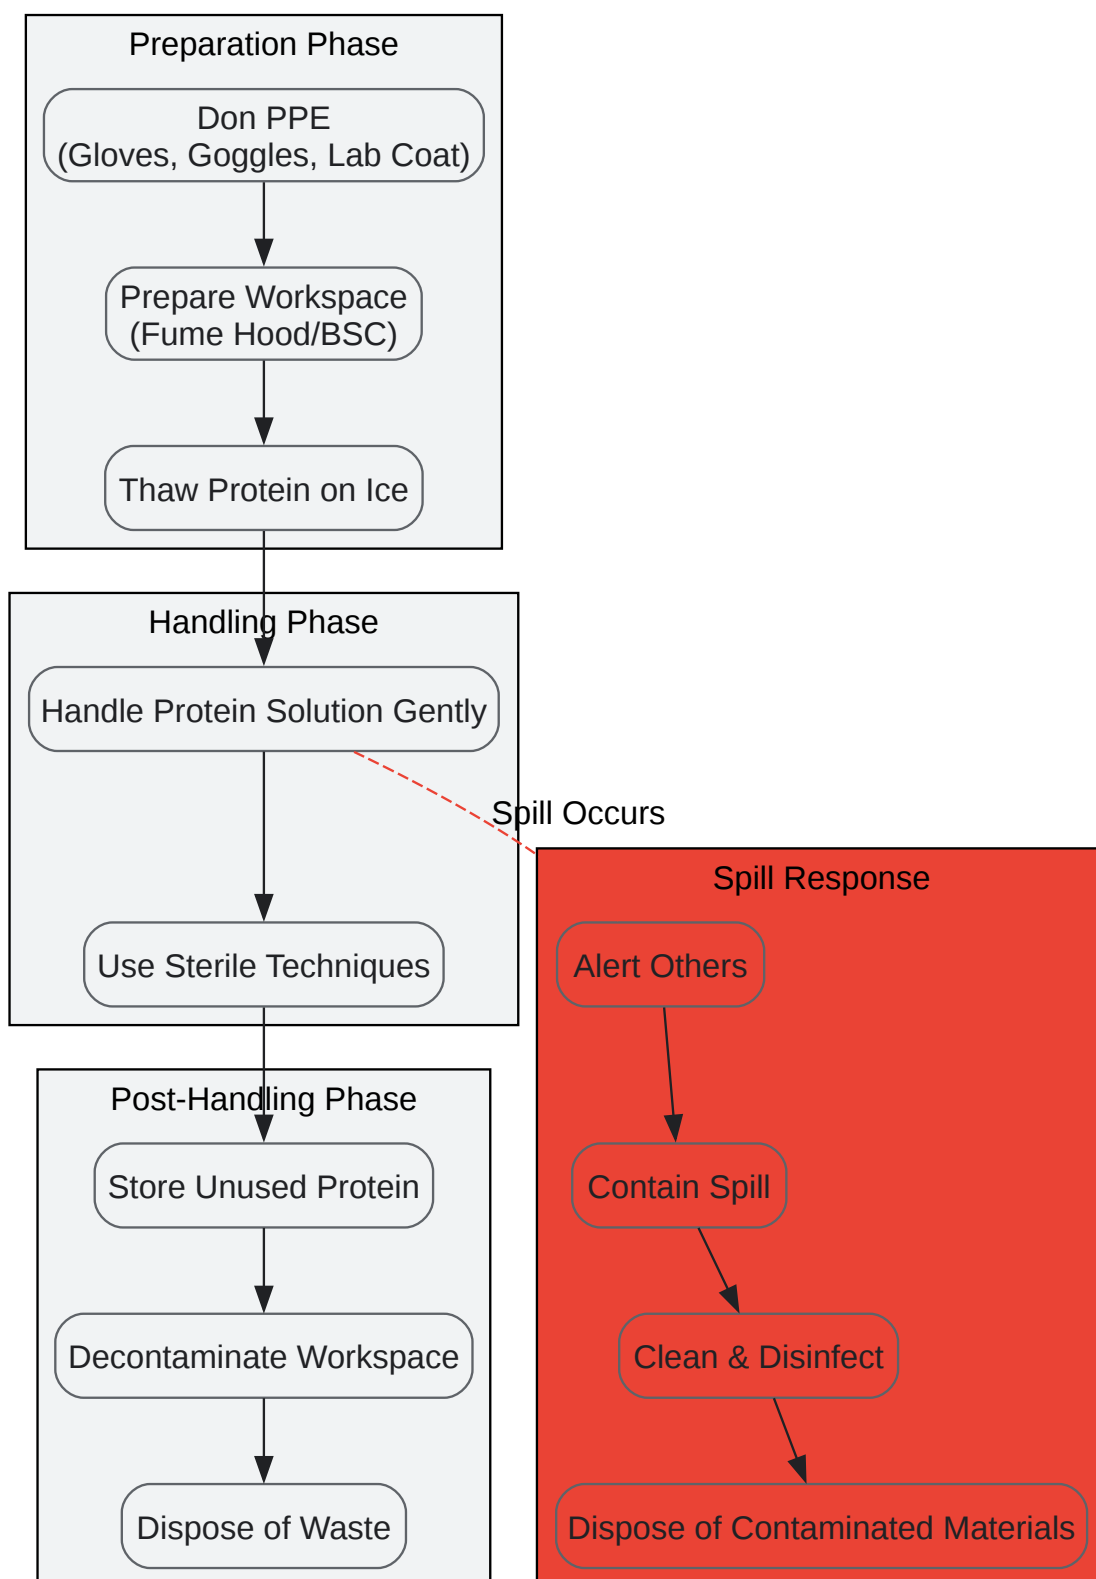 Preparation Phase
Don PPE
(Gloves, Goggles, Lab Coat)
Prepare Workspace
(Fume Hood/BSC)
Thaw Protein on Ice
Handling Phase
Handle Protein Solution Gently
Spill Occurs
Use Sterile Techniques
Post-Handling Phase
Store Unused Protein
Decontaminate Workspace
Dispose of Waste
Spill Response
Alert Others
Contain Spill
Clean & Disinfect
Dispose of Contaminated Materials